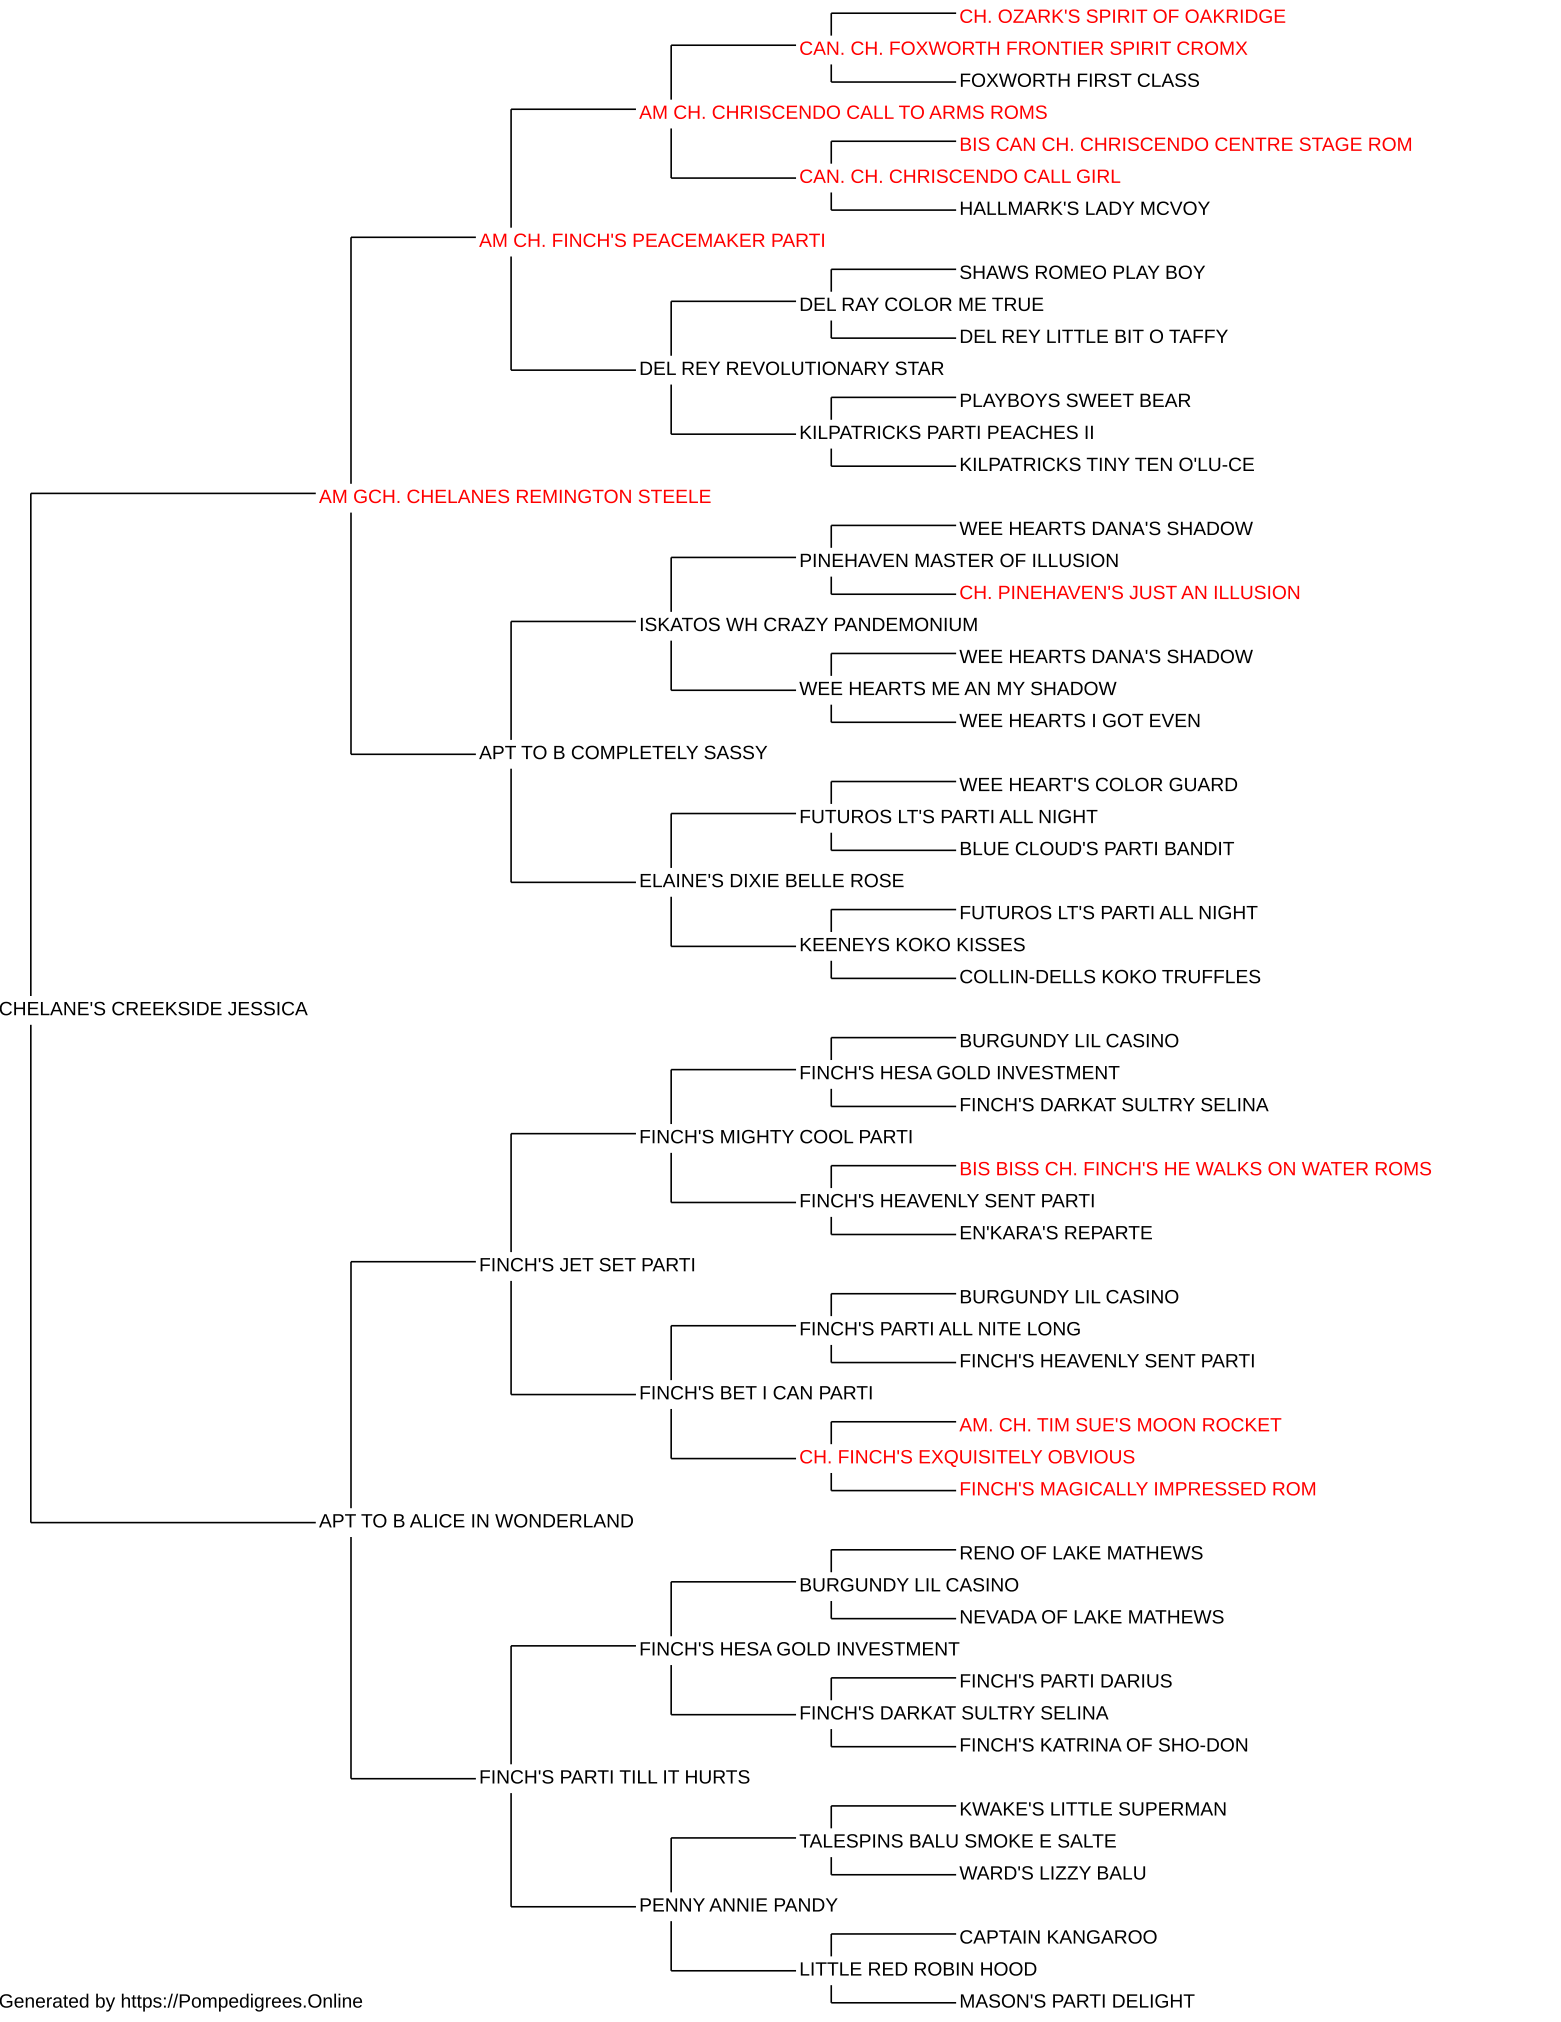 CH. OZARK'S SPIRIT OF OAKRIDGE
CAN. CH. FOXWORTH FRONTIER SPIRIT CROMX
FOXWORTH FIRST CLASS
AM CH. CHRISCENDO CALL TO ARMS ROMS
BIS CAN CH. CHRISCENDO CENTRE STAGE ROM
CAN. CH. CHRISCENDO CALL GIRL
HALLMARK'S LADY MCVOY
AM CH. FINCH'S PEACEMAKER PARTI
SHAWS ROMEO PLAY BOY
DEL RAY COLOR ME TRUE
DEL REY LITTLE BIT O TAFFY
DEL REY REVOLUTIONARY STAR
PLAYBOYS SWEET BEAR
KILPATRICKS PARTI PEACHES II
KILPATRICKS TINY TEN O'LU-CE
AM GCH. CHELANES REMINGTON STEELE
WEE HEARTS DANA'S SHADOW
PINEHAVEN MASTER OF ILLUSION
CH. PINEHAVEN'S JUST AN ILLUSION
ISKATOS WH CRAZY PANDEMONIUM
WEE HEARTS DANA'S SHADOW
WEE HEARTS ME AN MY SHADOW
WEE HEARTS I GOT EVEN
APT TO B COMPLETELY SASSY
WEE HEART'S COLOR GUARD
FUTUROS LT'S PARTI ALL NIGHT
BLUE CLOUD'S PARTI BANDIT
ELAINE'S DIXIE BELLE ROSE
FUTUROS LT'S PARTI ALL NIGHT
KEENEYS KOKO KISSES
COLLIN-DELLS KOKO TRUFFLES
CHELANE'S CREEKSIDE JESSICA
BURGUNDY LIL CASINO
FINCH'S HESA GOLD INVESTMENT
FINCH'S DARKAT SULTRY SELINA
FINCH'S MIGHTY COOL PARTI
BIS BISS CH. FINCH'S HE WALKS ON WATER ROMS
FINCH'S HEAVENLY SENT PARTI
EN'KARA'S REPARTE
FINCH'S JET SET PARTI
BURGUNDY LIL CASINO
FINCH'S PARTI ALL NITE LONG
FINCH'S HEAVENLY SENT PARTI
FINCH'S BET I CAN PARTI
AM. CH. TIM SUE'S MOON ROCKET
CH. FINCH'S EXQUISITELY OBVIOUS
FINCH'S MAGICALLY IMPRESSED ROM
APT TO B ALICE IN WONDERLAND
RENO OF LAKE MATHEWS
BURGUNDY LIL CASINO
NEVADA OF LAKE MATHEWS
FINCH'S HESA GOLD INVESTMENT
FINCH'S PARTI DARIUS
FINCH'S DARKAT SULTRY SELINA
FINCH'S KATRINA OF SHO-DON
FINCH'S PARTI TILL IT HURTS
KWAKE'S LITTLE SUPERMAN
TALESPINS BALU SMOKE E SALTE
WARD'S LIZZY BALU
PENNY ANNIE PANDY
CAPTAIN KANGAROO
LITTLE RED ROBIN HOOD
MASON'S PARTI DELIGHT
Generated by https://Pompedigrees.Online